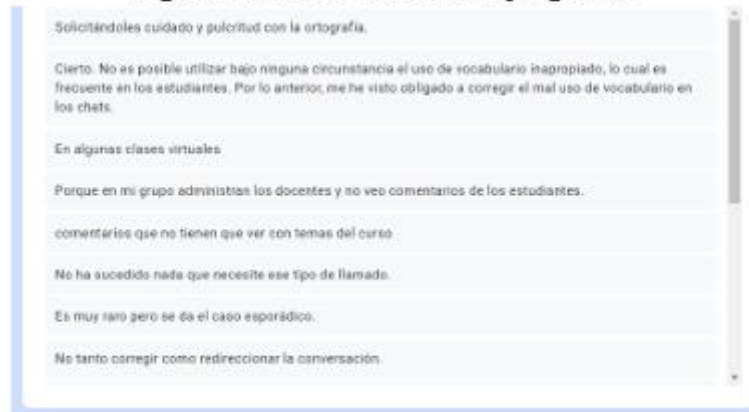 Solicitándoles cuidado y pulcritud con la ortografía.
Cierto. No es posible utilizar bajo ninguna circunstancia el uso de vocabulario inapropiado, lo cual es
frecuente en los estudiantes. Por lo anterior, me he visto obligado a corregir el mal uso de vocabulario en
los chats.
En algunas clases virtuales
Porque en mi grupo administran los docentes y no veo comentarios de los estudiantes.
comentarios que no tienen que ver con temas del curso
No ha sucedido nada que necesite ese tipo de llamado.
Es muy raro pero se da el caso esporádico.
No tanto corregir como redireccionar la conversación.